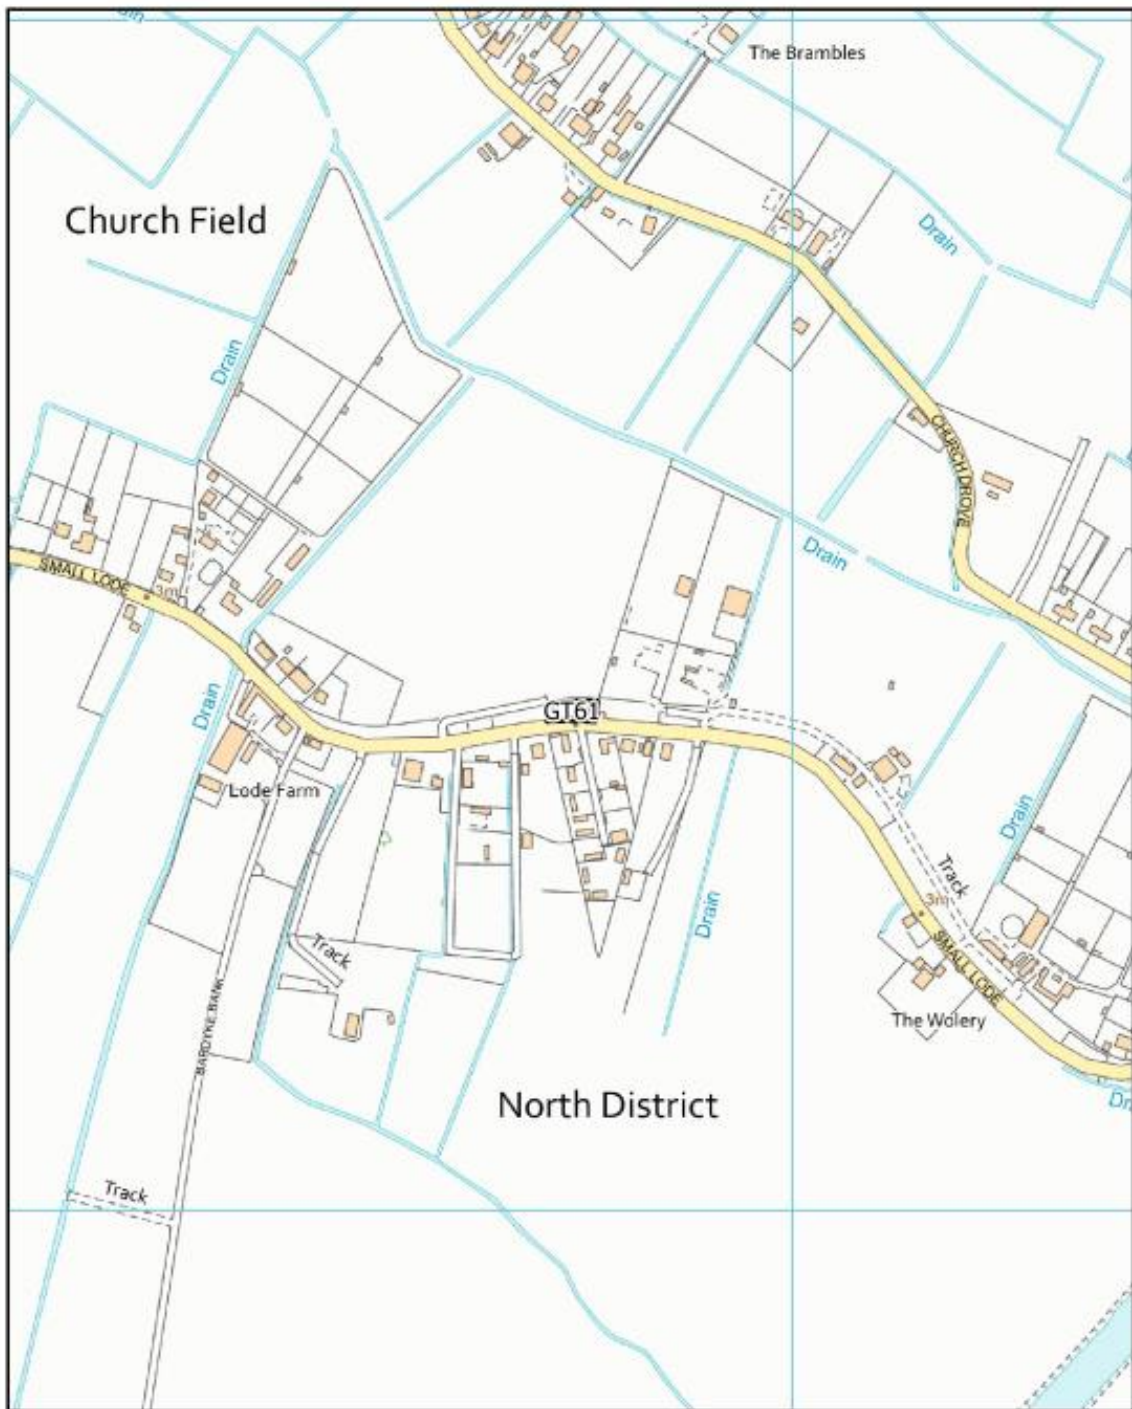 The Brambles
Church Field
Drain
Drain
CHURCH DROVE
Drain
SMALL LODE
3m
Drain
GT61
Lode Farm
Drain
Track
3m
Drain
SMALL LODE
Track
The Wolery
BARDYKE BANK
North District
Track